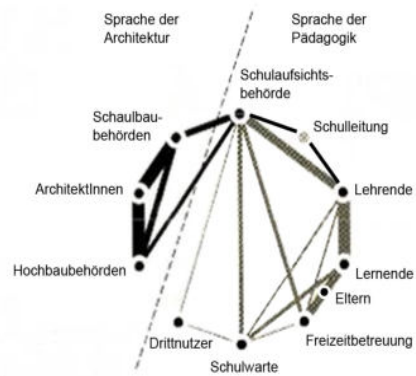 Sprache der
Architektur
Sprache der
Pädagogik
Schulaufsichts-
behörde
Schaulbau-
behörden
Schulleitung
ArchitektInnen
Lehrende
Hochbaubehörden
Lernende
Eltern
Drittnutzer
Freizeitbetreuung
Schulwarte